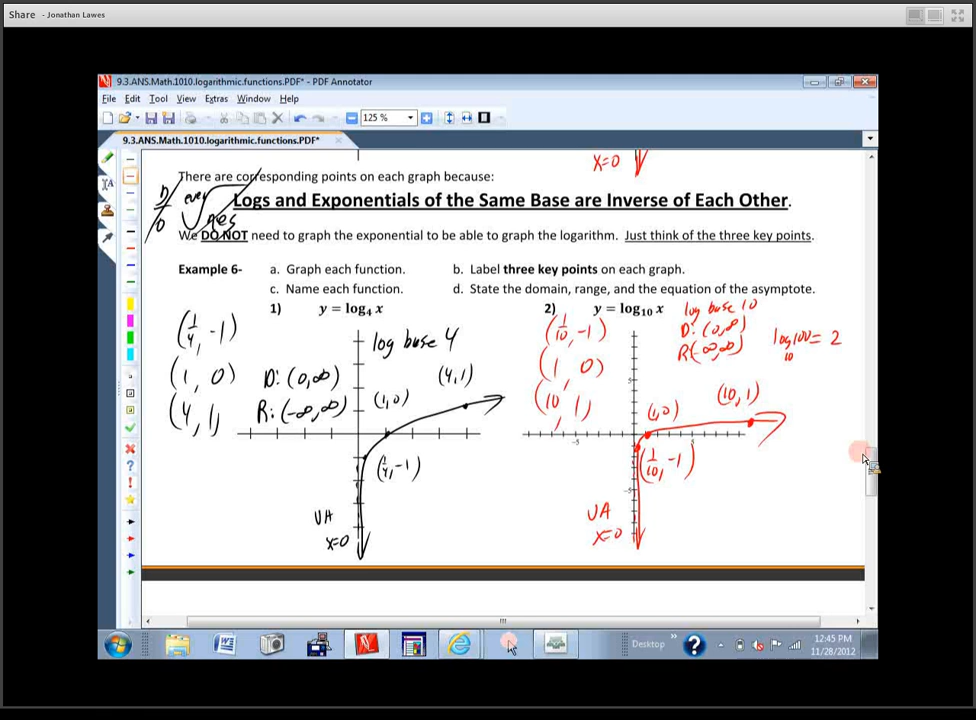 Share - Jonathan Lawes
9.3.ANS.Math.1010.logarithmic.functions.PDF* - PDF Annotator
File Edit Tool View Extras Window Help
125 %
9.3.ANS.Math.1010.logarithmic.functions.PDF*
x=0
There are corresponding points on each graph because:
Logs and Exponentials of the Same Base are Inverse of Each Other.
We DO NOT need to graph the exponential to be able to graph the logarithm. Just think of the three key points.
Example 6- a. Graph each function. b. Label three key points on each graph.
c. Name each function. d. State the domain, range, and the equation of the asymptote.
1) y = log₄ x 2) y = log₁₀ x
(1/4, -1)
(1, 0)
(4, 1)
log base 4
D: (0,∞)
R: (-∞,∞)
(4,1)
(1,0)
(1/4, -1)
VA
x=0
(1/10, -1)
(1, 0)
(10, 1)
log base 10
D: (0,∞)
R(-∞,∞)
log₁₀100 = 2
(10, 1)
(1,0)
(1/10, -1)
5
-5
5
-5
VA
x=0
Desktop
12:45 PM
11/28/2012